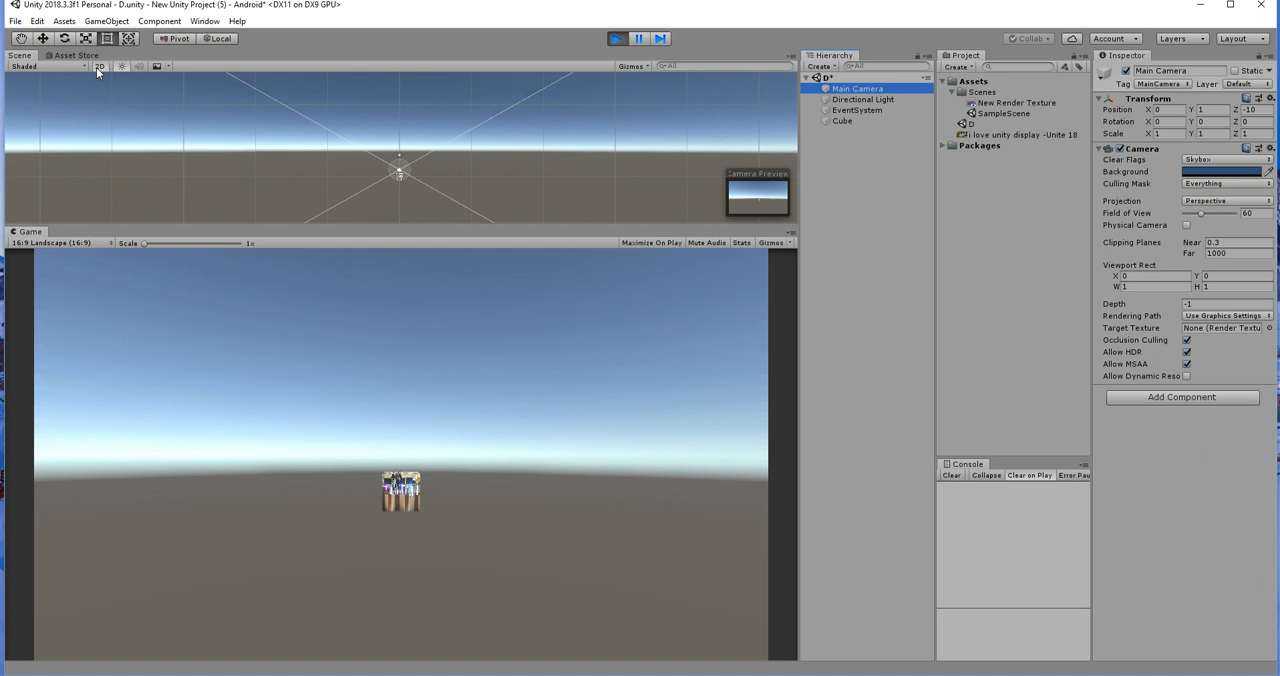 Unity 2018.3.3f1 Personal - D.unity - New Unity Project (5) - Android* <DX11 on DX9 GPU>
File Edit Assets GameObject Component Window Help
Pivot Local Collab Account Layers Layout
Scene Asset Store
Shaded 2D Gizmos All
Camera Preview
Game
16:9 Landscape (16:9) Scale 1x Maximize On Play Mute Audio Stats Gizmos
Hierarchy
Create All
D*
Main Camera
Directional Light
EventSystem
Cube
Project
Create
Assets
Scenes
New Render Texture
SampleScene
D
i love unity display -Unite 18
Packages
Console
Clear Collapse Clear on Play Error Pau
Inspector
Main Camera Static
Tag MainCamera Layer Default
Transform
Position X 0 Y 1 Z -10
Rotation X 0 Y 0 Z 0
Scale X 1 Y 1 Z 1
Camera
Clear Flags Skybox
Background
Culling Mask Everything
Projection Perspective
Field of View 60
Physical Camera
Clipping Planes Near 0.3
Far 1000
Viewport Rect
X 0 Y 0
W 1 H 1
Depth -1
Rendering Path Use Graphics Settings
Target Texture None (Render Textu
Occlusion Culling
Allow HDR
Allow MSAA
Allow Dynamic Reso
Add Component